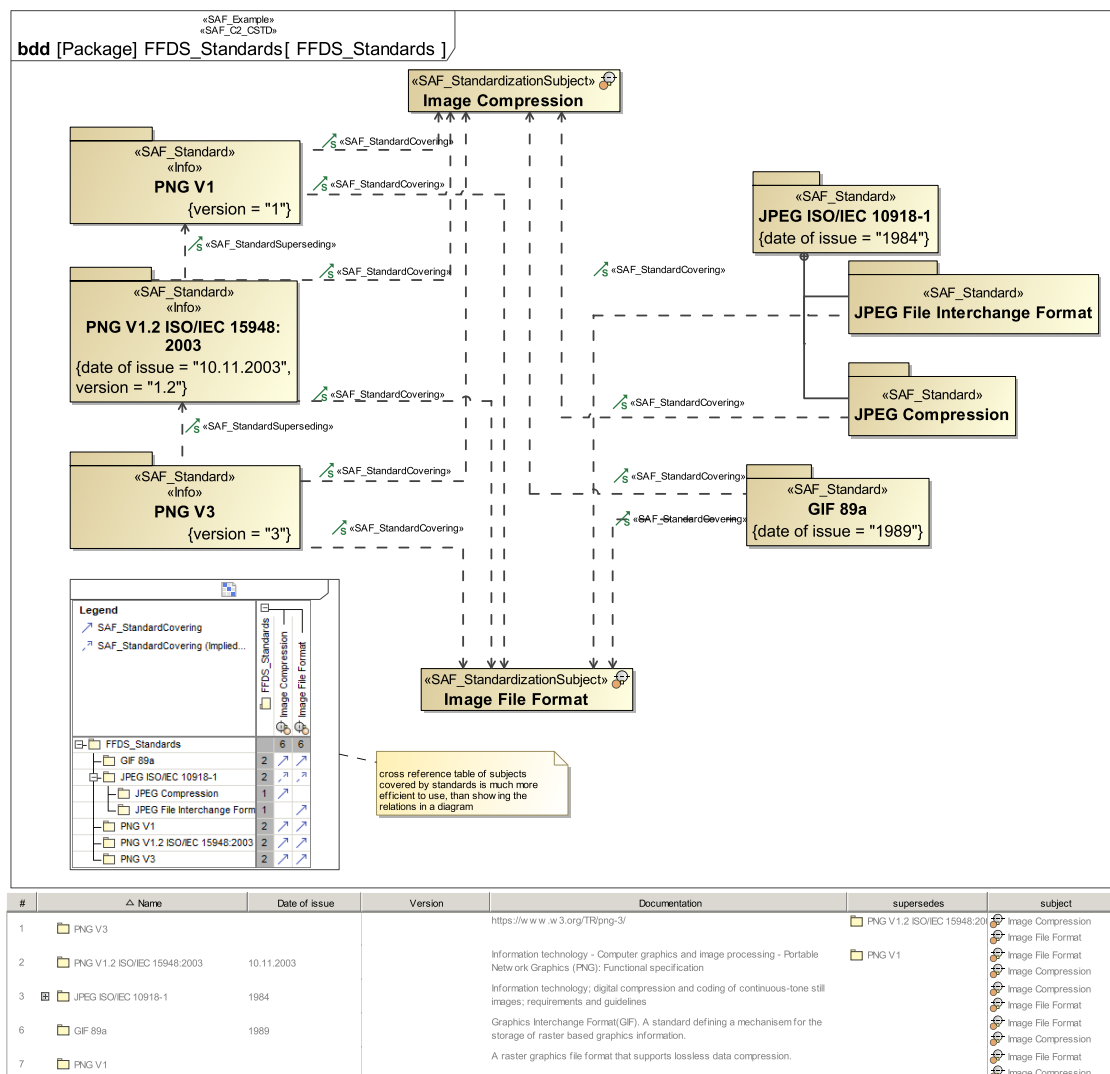 «SAF_Example»
«SAF_C2_CSTD»
bdd [Package] FFDS_Standards[ FFDS_Standards ]
«SAF_StandardizationSubject»
Image Compression
«SAF_Standard»
«Info»
PNG V1
{version = "1"}
«SAF_StandardCovering»
«SAF_StandardCovering»
«SAF_StandardSuperseding»
«SAF_Standard»
JPEG ISO/IEC 10918-1
{date of issue = "1984"}
«SAF_Standard»
«Info»
PNG V1.2 ISO/IEC 15948:
2003
{date of issue = "10.11.2003",
version = "1.2"}
«SAF_StandardCovering»
«SAF_StandardCovering»
«SAF_Standard»
JPEG File Interchange Format
«SAF_StandardCovering»
«SAF_StandardCovering»
«SAF_Standard»
JPEG Compression
«SAF_StandardSuperseding»
«SAF_Standard»
«Info»
PNG V3
{version = "3"}
«SAF_StandardCovering»
«SAF_StandardCovering»
«SAF_StandardCovering»
«SAF_StandardCovering»
«SAF_Standard»
GIF 89a
{date of issue = "1989"}
«SAF_StandardizationSubject»
Image File Format
Legend
SAF_StandardCovering
SAF_StandardCovering (Implied...
FFDS_Standards
Image Compression
Image File Format
FFDS_Standards 6 6
GIF 89a 2
JPEG ISO/IEC 10918-1 2
JPEG Compression 1
JPEG File Interchange Form 1
PNG V1 2
PNG V1.2 ISO/IEC 15948:2003 2
PNG V3 2
cross reference table of subjects
covered by standards is much more
efficient to use, than showing the
relations in a diagram
# Name Date of issue Version Documentation supersedes subject
1 PNG V3 https://www.w3.org/TR/png-3/ PNG V1.2 ISO/IEC 15948:20 Image Compression
Image File Format
2 PNG V1.2 ISO/IEC 15948:2003 10.11.2003 Information technology - Computer graphics and image processing - Portable PNG V1 Image File Format
Network Graphics (PNG): Functional specification Image Compression
3 JPEG ISO/IEC 10918-1 1984 Information technology; digital compression and coding of continuous-tone still Image Compression
images; requirements and guidelines Image File Format
6 GIF 89a 1989 Graphics Interchange Format(GIF). A standard defining a mechanisem for the Image File Format
storage of raster based graphics information. Image Compression
7 PNG V1 A raster graphics file format that supports lossless data compression. Image File Format
Image Compression